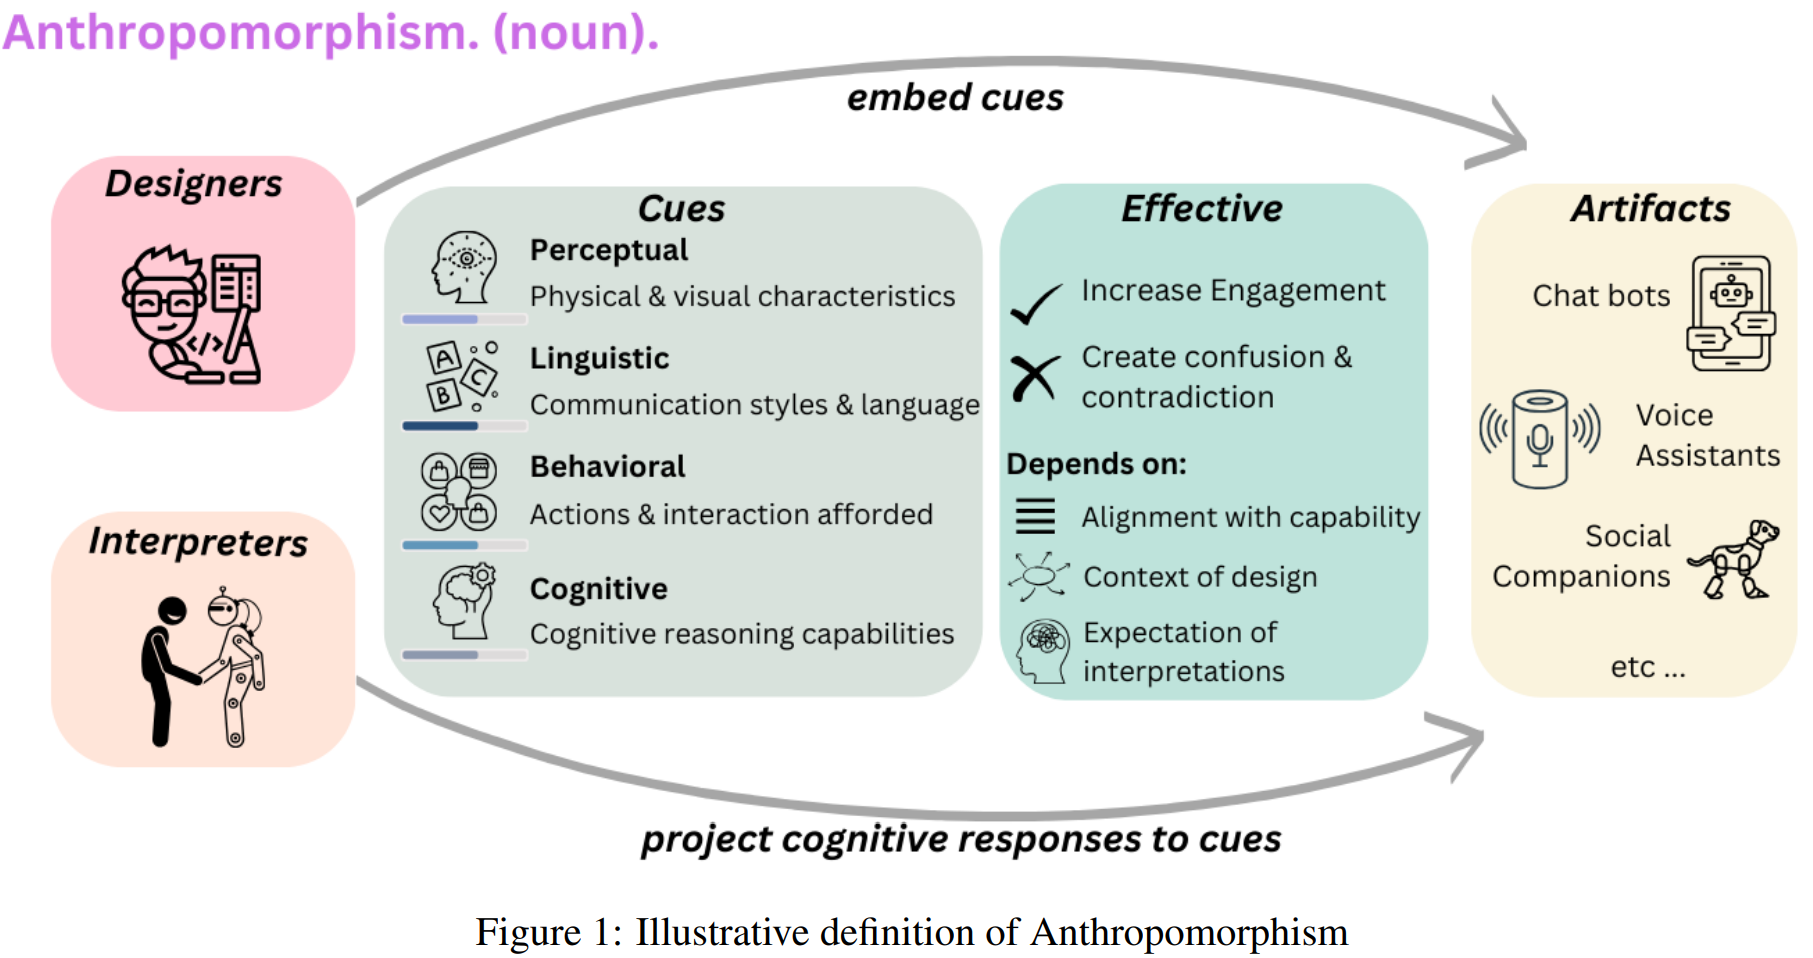 Anthropomorphism. (noun).
embed cues
Designers
Interpreters
Cues
Perceptual
Physical & visual characteristics
Linguistic
Communication styles & language
Behavioral
Actions & interaction afforded
Cognitive
Cognitive reasoning capabilities
Effective
Increase Engagement
Create confusion &
contradiction
Depends on:
Alignment with capability
Context of design
Expectation of
interpretations
Artifacts
Chat bots
Voice
Assistants
Social
Companions
etc ...
project cognitive responses to cues
Figure 1: Illustrative definition of Anthropomorphism
A
C
B